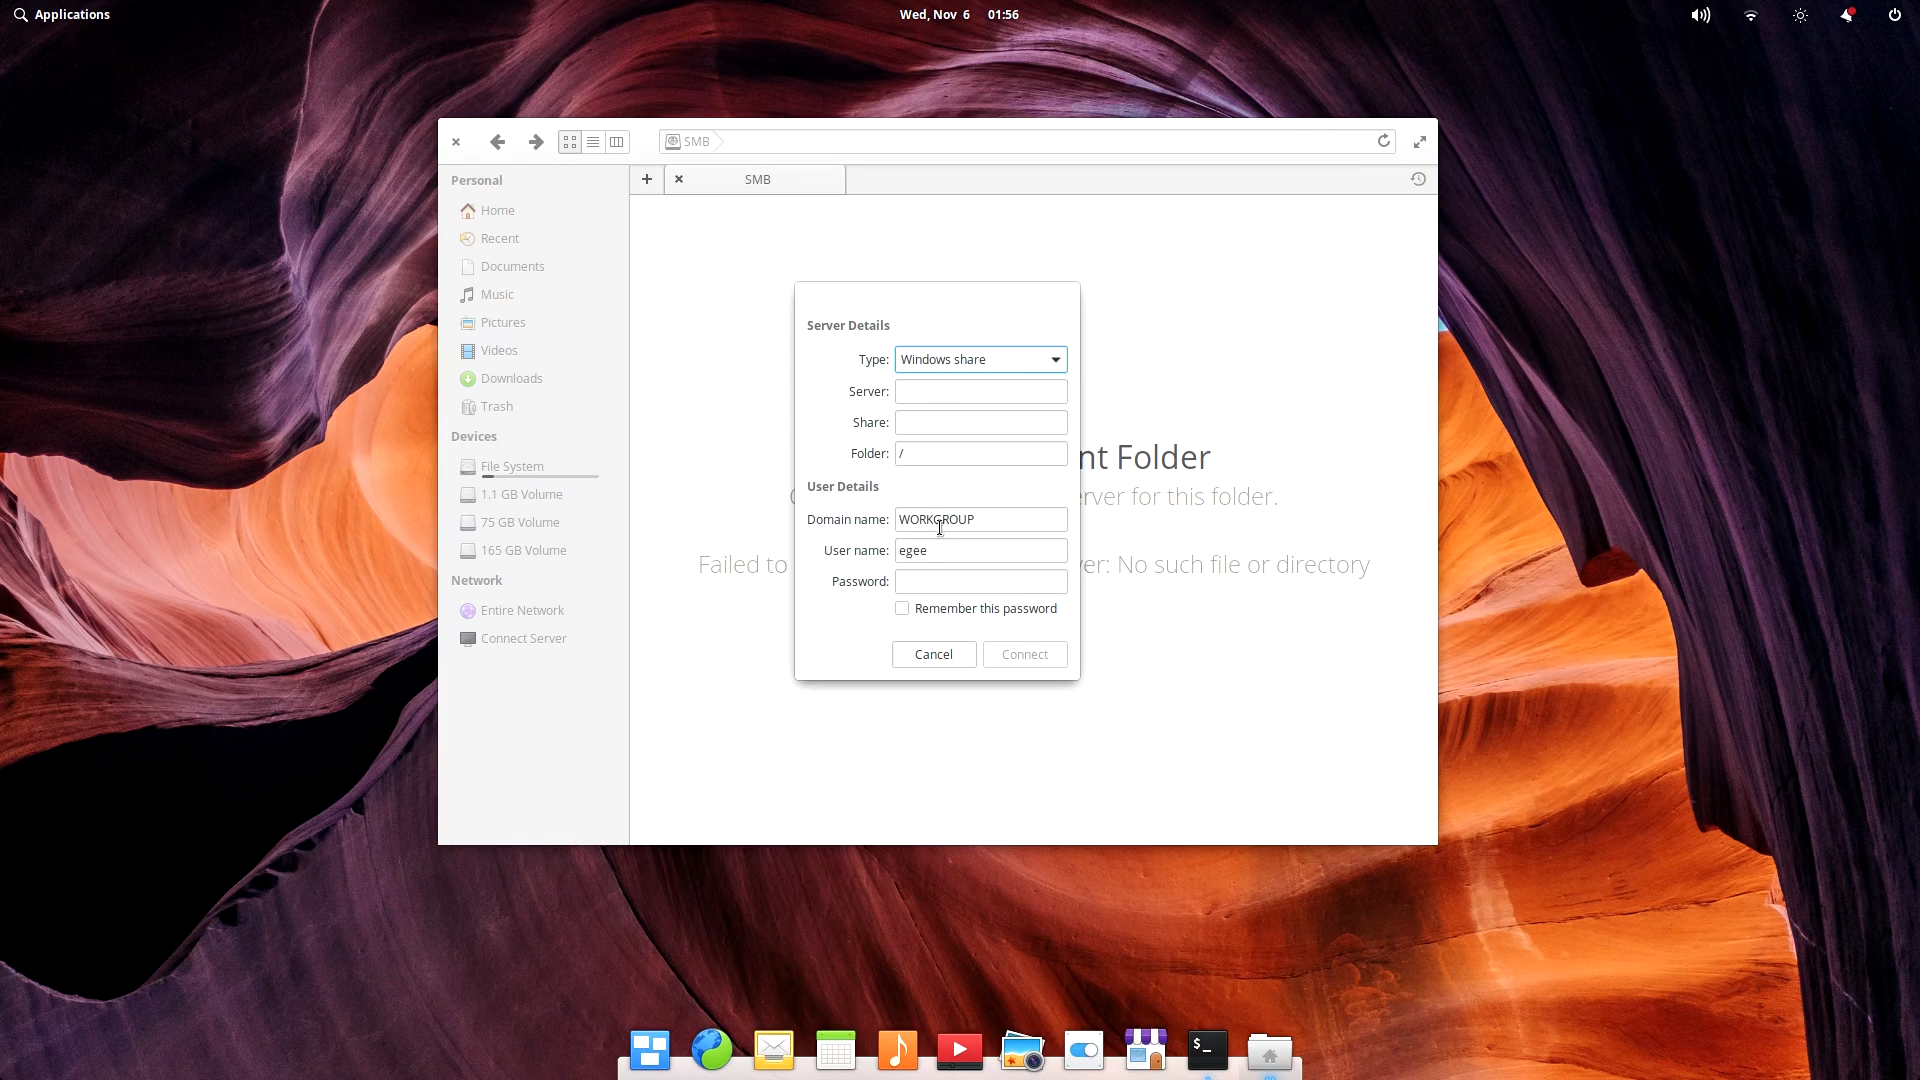 Applications
Wed, Nov 6 01:56
SMB
SMB
Personal
Home
Recent
Documents
Music
Pictures
Videos
Downloads
Trash
Devices
File System
1.1 GB Volume
75 GB Volume
165 GB Volume
Network
Entire Network
Connect Server
Server Details
Type: Windows share
Server:
Share:
Folder: /
User Details
Domain name: WORKGROUP
User name: egee
Password:
Remember this password
Cancel Connect
nt Folder
rver for this folder.
Failed to
er: No such file or directory
$_